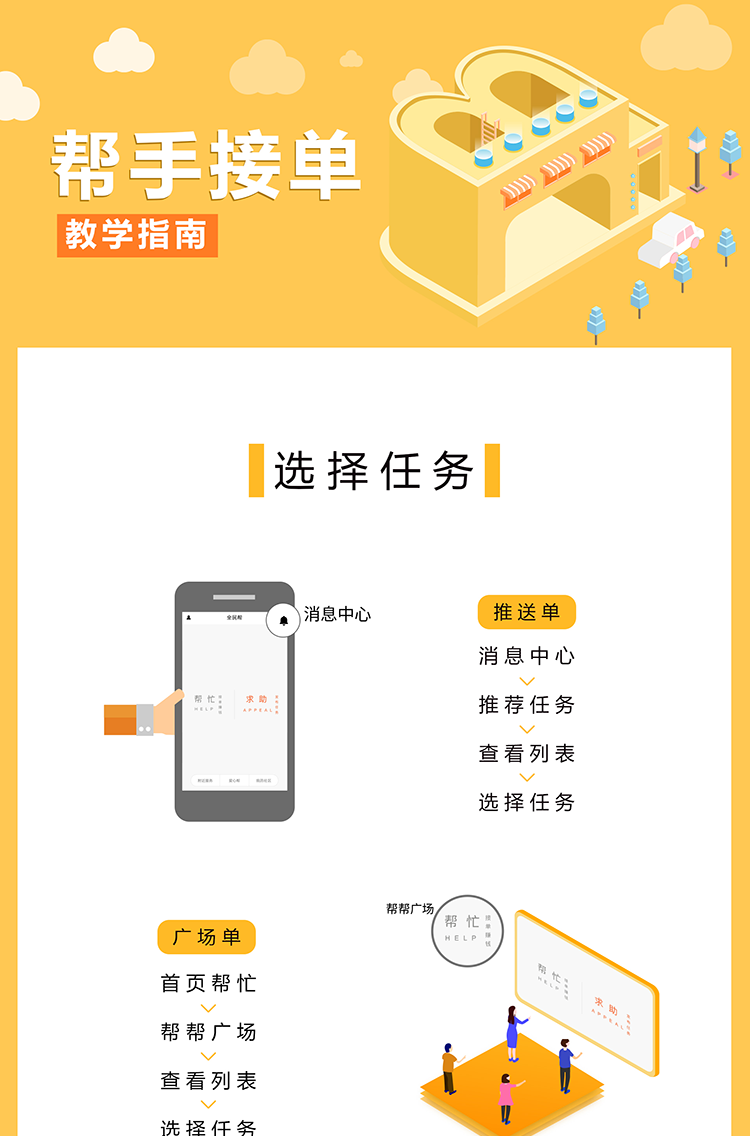 帮手接单
教学指南
选择任务
消息中心
全民帮
帮忙
HELP
求助
APPEAL
推送单
消息中心
推荐任务
查看列表
选择任务
帮帮广场
帮忙
HELP
接单赚钱
帮忙
HELP
求助
APPEAL
广场单
首页帮忙
帮帮广场
查看列表
选择任务